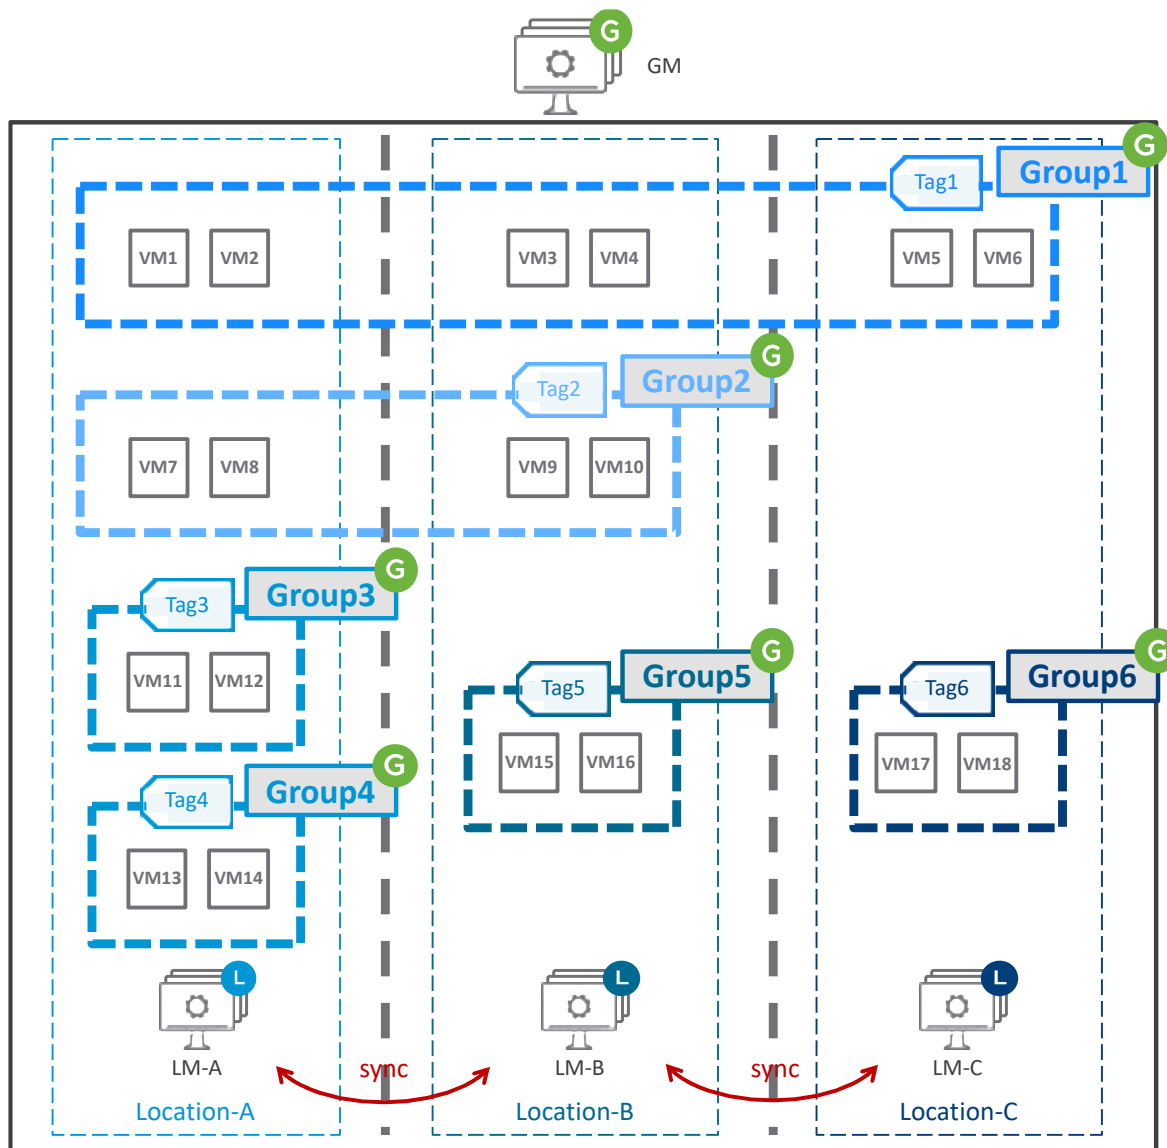 G
GM
G
Tag1
Group1
VM1
VM2
VM3
VM4
VM5
VM6
G
Tag2
Group2
VM7
VM8
VM9
VM10
G
Tag3
Group3
VM11
VM12
G
Tag5
Group5
VM15
VM16
G
Tag6
Group6
VM17
VM18
G
Tag4
Group4
VM13
VM14
L
L
L
LM-A
sync
LM-B
sync
LM-C
Location-A
Location-B
Location-C